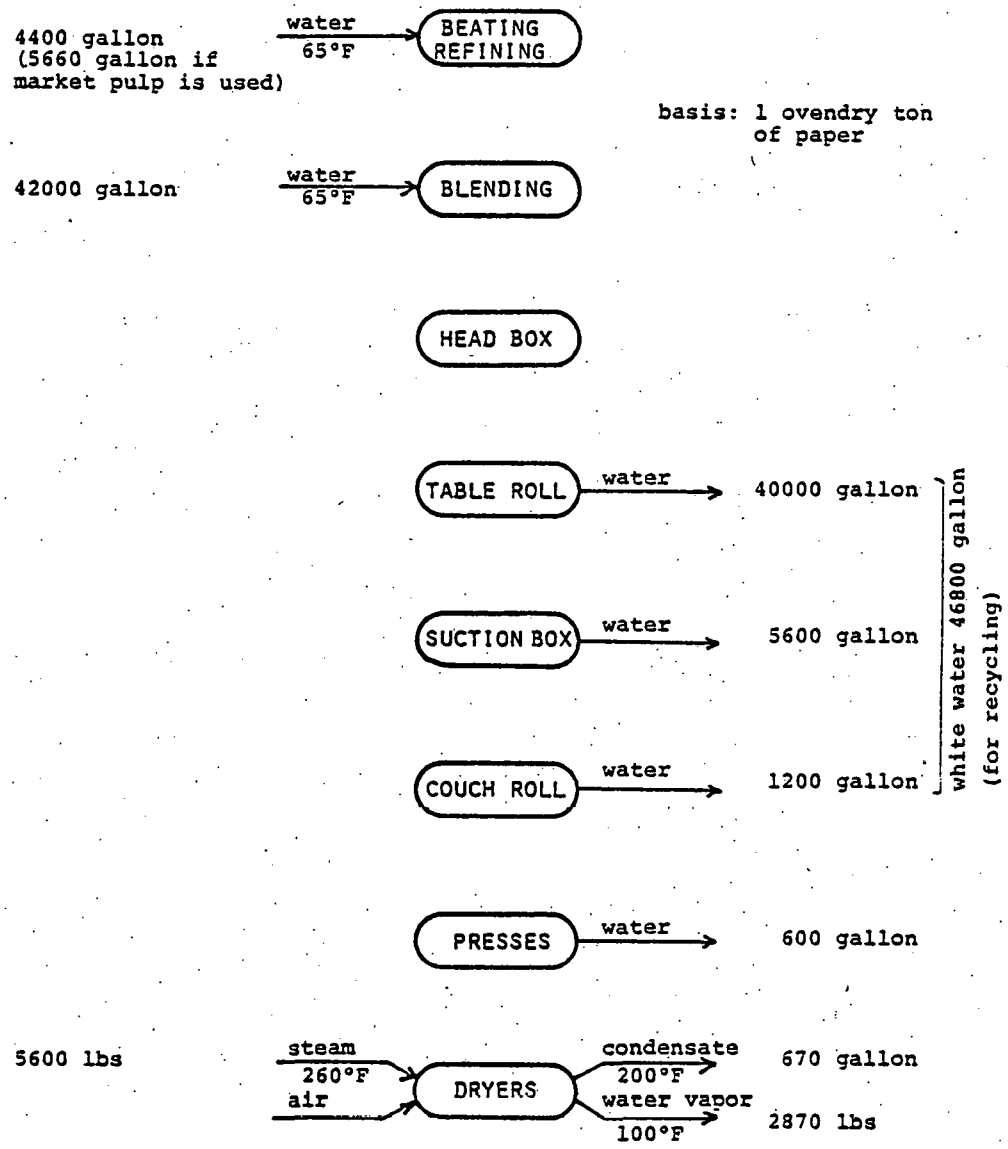 4400 gallon
(5660 gallon if
market pulp is used)
water
65°F
BEATING
REFINING
basis: 1 ovendry ton
of paper
42000 gallon
water
65°F
BLENDING
HEAD BOX
TABLE ROLL
water
40000 gallon
SUCTION BOX
water
5600 gallon
COUCH ROLL
water
1200 gallon
white water 46800 gallon
(for recycling)
PRESSES
water
600 gallon
5600 lbs
steam
260°F
air
DRYERS
condensate
200°F
670 gallon
water vapor
100°F
2870 lbs